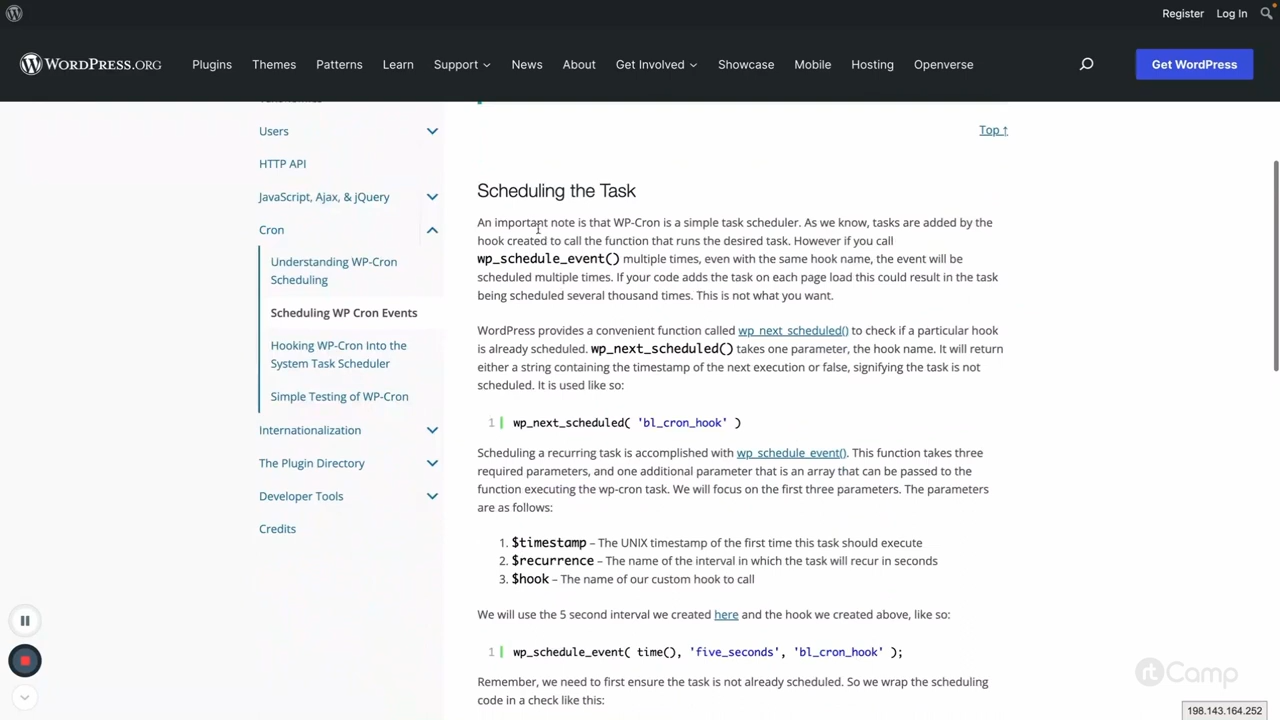 Register Log In
WORDPRESS.ORG Plugins Themes Patterns Learn Support News About Get Involved Showcase Mobile Hosting Openverse Get WordPress
Users
HTTP API
JavaScript, Ajax, & jQuery
Cron
Understanding WP-Cron
Scheduling
Scheduling WP Cron Events
Hooking WP-Cron Into the
System Task Scheduler
Simple Testing of WP-Cron
Internationalization
The Plugin Directory
Developer Tools
Credits
Top ↑
Scheduling the Task
An important note is that WP-Cron is a simple task scheduler. As we know, tasks are added by the
hook created to call the function that runs the desired task. However if you call
wp_schedule_event() multiple times, even with the same hook name, the event will be
scheduled multiple times. If your code adds the task on each page load this could result in the task
being scheduled several thousand times. This is not what you want.
WordPress provides a convenient function called wp_next_scheduled() to check if a particular hook
is already scheduled. wp_next_scheduled() takes one parameter, the hook name. It will return
either a string containing the timestamp of the next execution or false, signifying the task is not
scheduled. It is used like so:
1 wp_next_scheduled( 'bl_cron_hook' )
Scheduling a recurring task is accomplished with wp_schedule_event(). This function takes three
required parameters, and one additional parameter that is an array that can be passed to the
function executing the wp-cron task. We will focus on the first three parameters. The parameters
are as follows:
1. $timestamp – The UNIX timestamp of the first time this task should execute
2. $recurrence – The name of the interval in which the task will recur in seconds
3. $hook – The name of our custom hook to call
We will use the 5 second interval we created here and the hook we created above, like so:
1 wp_schedule_event( time(), 'five_seconds', 'bl_cron_hook' );
Remember, we need to first ensure the task is not already scheduled. So we wrap the scheduling
code in a check like this:
rtCamp
198.143.164.252